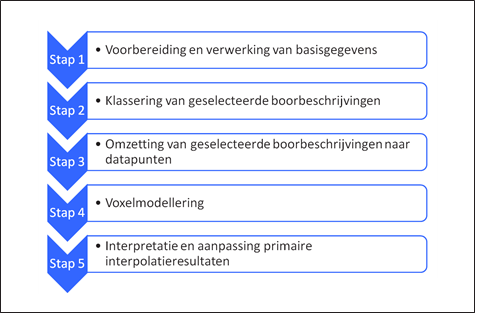 Stap 1
• Voorbereiding en verwerking van basisgegevens
Stap 2
• Klassering van geselecteerde boorbeschrijvingen
Stap 3
• Omzetting van geselecteerde boorbeschrijvingen naar
datapunten
Stap 4
• Voxelmodellering
Stap 5
• Interpretatie en aanpassing primaire
interpolatieresultaten